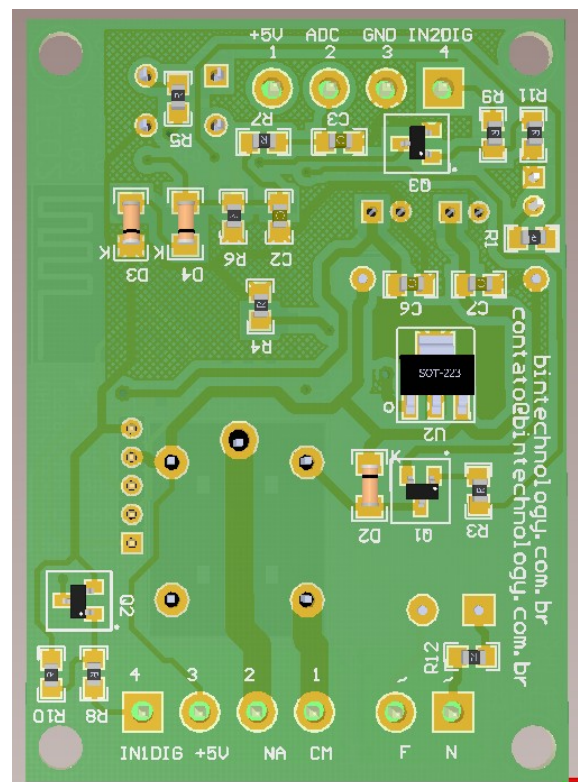 +5V ADC GND IN2DIG
1 2 3 4
R9
R11
R7
C3
R5
Q3
R1
K
D3
K
D4
R6
C2
C6
C7
R4
SOT-223
U2
bintechnology.com.br
contato@bintechnology.com.br
K
D2
Q1
R3
Q2
R12
R10
R8
4 3 2 1
~ ~
IN1DIG +5V NA CM F N